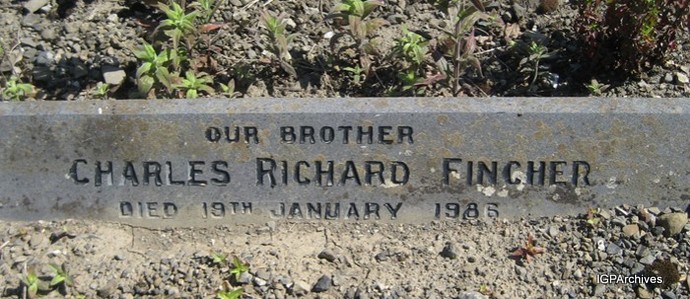 OUR BROTHER
CHARLES RICHARD FINCHER
DIED 19TH JANUARY 1986
IGPArchives